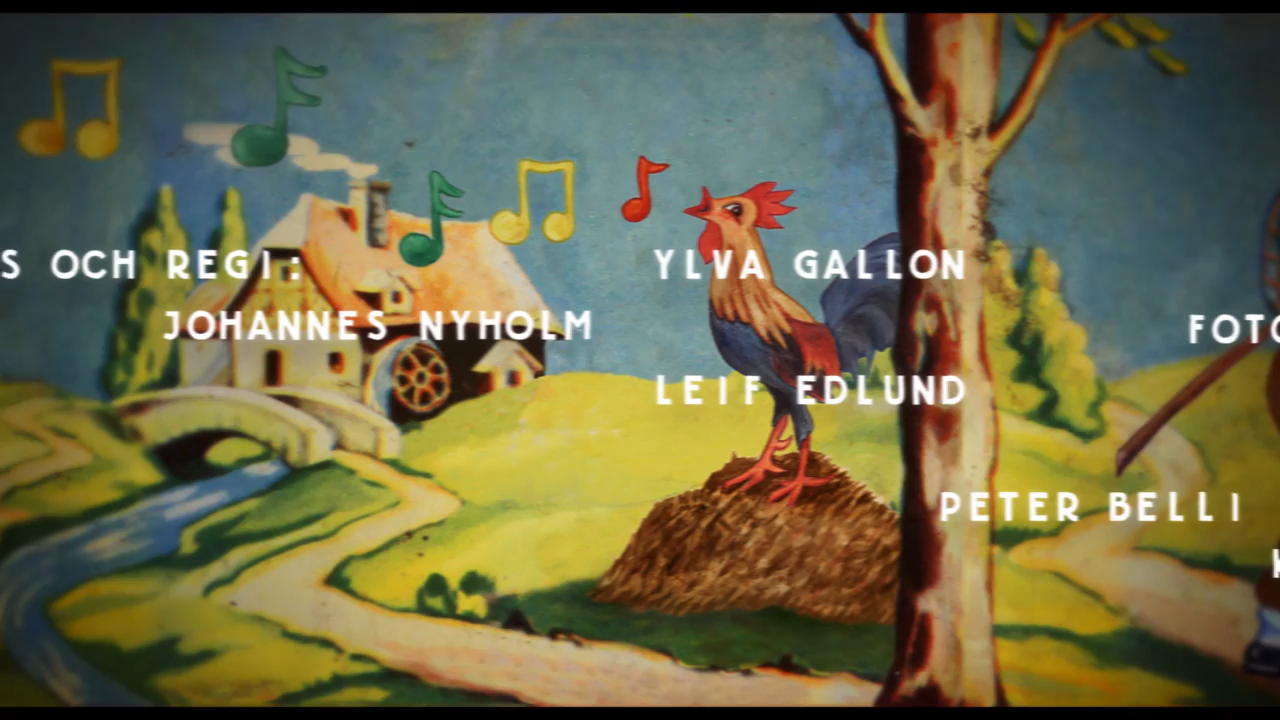 S OCH REGI:
JOHANNES NYHOLM
YLVA GALLON
LEIF EDLUND
PETER BELLI
FOTO
K